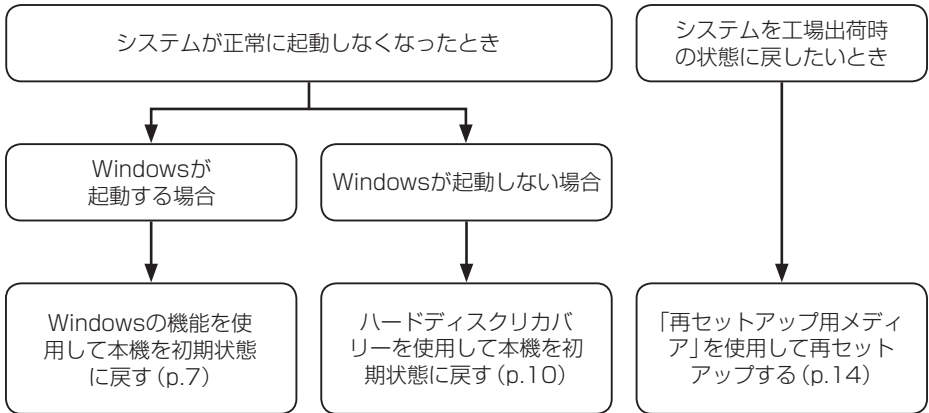 システムが正常に起動しなくなったとき
システムを工場出荷時
の状態に戻したいとき
Windowsが
起動する場合
Windowsが起動しない場合
Windowsの機能を使
用して本機を初期状態
に戻す（p.7）
ハードディスクリカバ
リーを使用して本機を初
期状態に戻す（p.10）
「再セットアップ用メディ
ア」を使用して再セット
アップする（p.14）